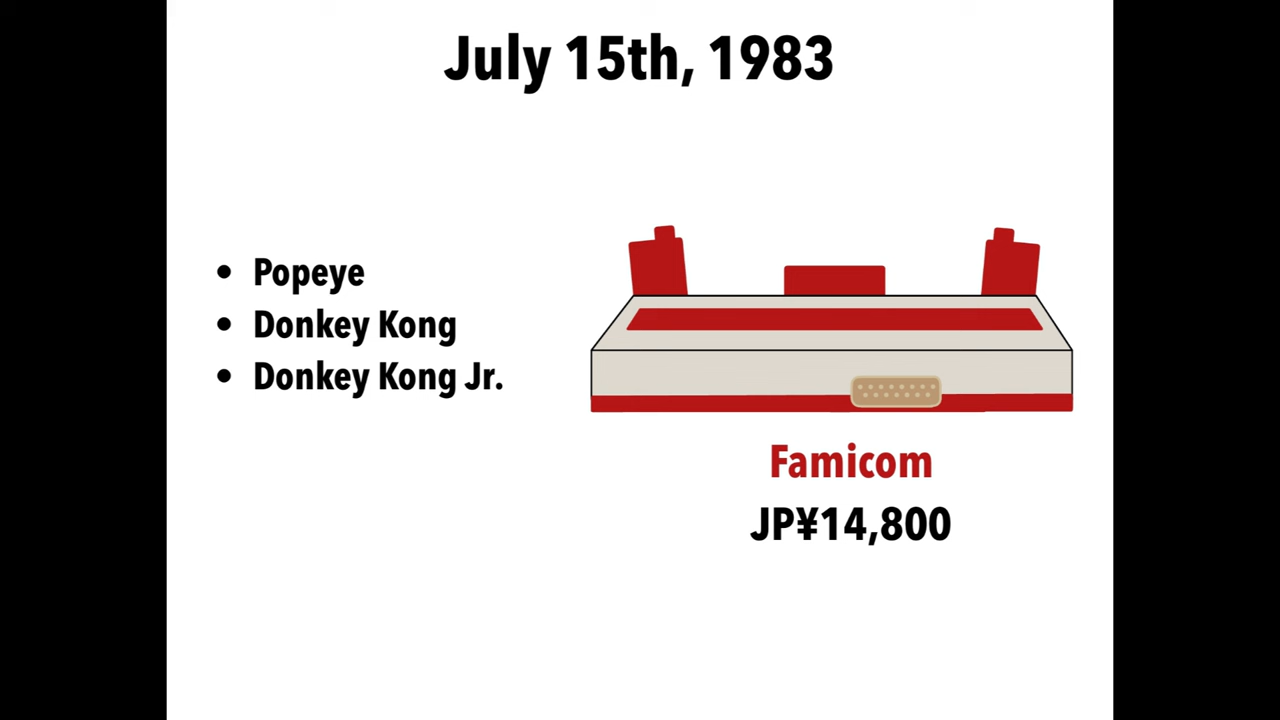 July 15th, 1983
• Popeye
• Donkey Kong
• Donkey Kong Jr.
Famicom
JP¥14,800